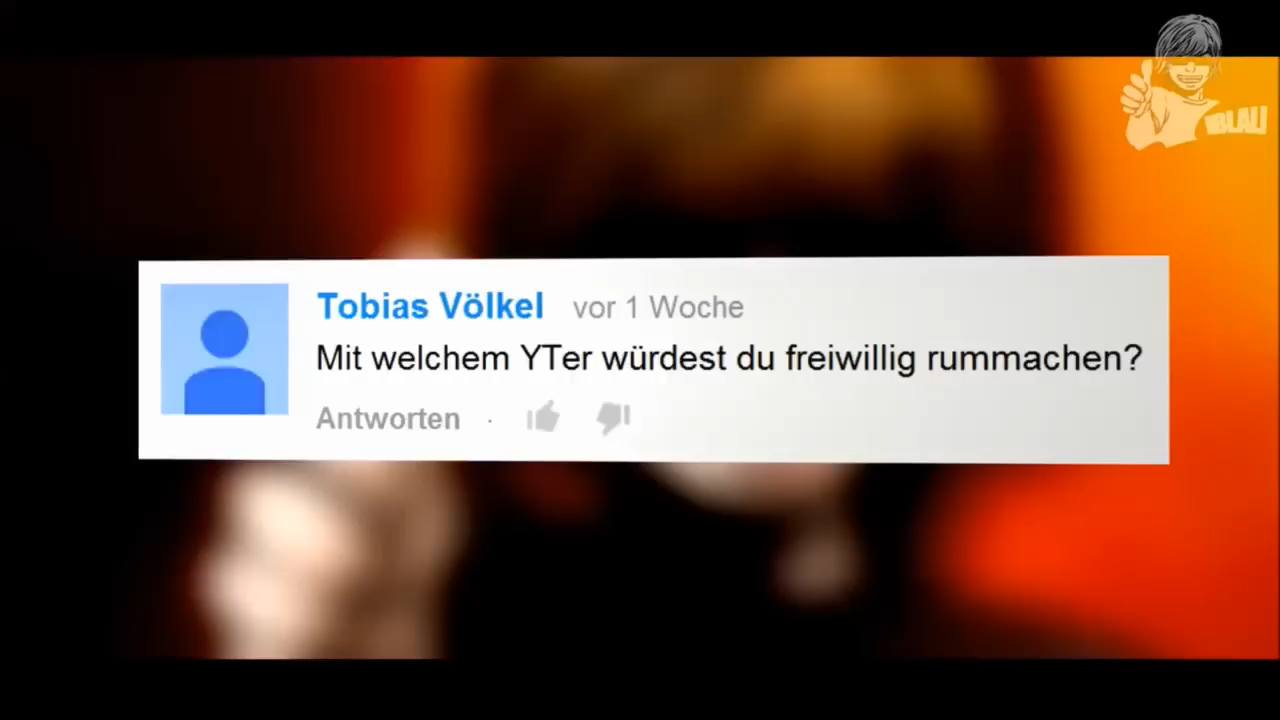 Tobias Völkel vor 1 Woche
Mit welchem YTer würdest du freiwillig rummachen?
Antworten ·